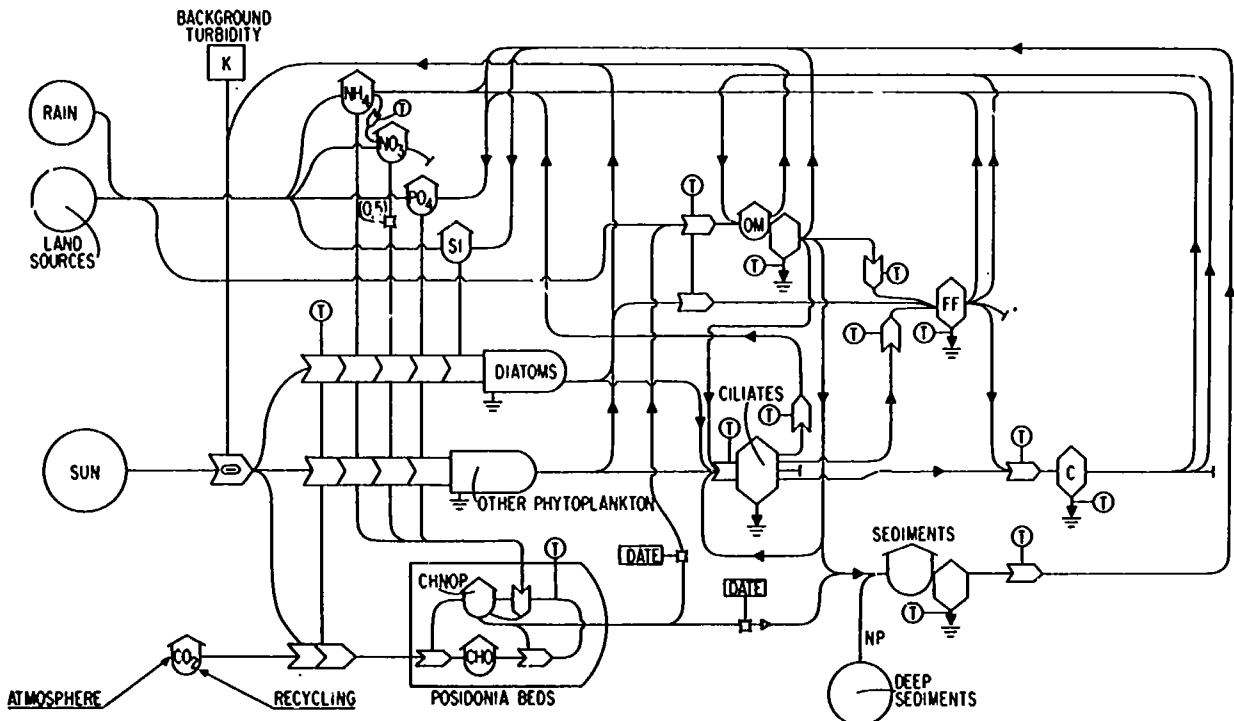 BACKGROUND
TURBIDITY
K
RAIN
NH4
T
NO3
LAND
SOURCES
(0.5)
PO4
SI
T
OM
T
T
T
FF
T
T
DIATOMS
CILIATES
T
T
T
SUN
OTHER PHYTOPLANKTON
C
T
DATE
T
DATE
SEDIMENTS
T
CHNOP
T
NP
CHO
CO2
ATMOSPHERE
RECYCLING
POSIDONIA BEDS
DEEP
SEDIMENTS